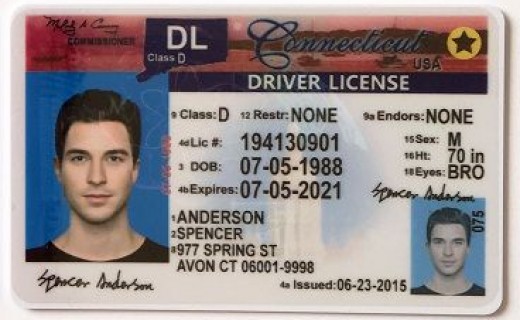 DL
Connecticut
COMMISSIONER
Class D
USA
DRIVER LICENSE
9 Class: D 12 Restr: NONE 9a Endors: NONE
4d Lic #: 194130901 15 Sex: M
3 DOB: 07-05-1988 16 Ht: 70 in
4b Expires: 07-05-2021 18 Eyes: BRO
Spencer Anderson
1 ANDERSON
2 SPENCER
8 977 SPRING ST
AVON CT 06001-9998
075
Spencer Anderson
4a Issued: 06-23-2015